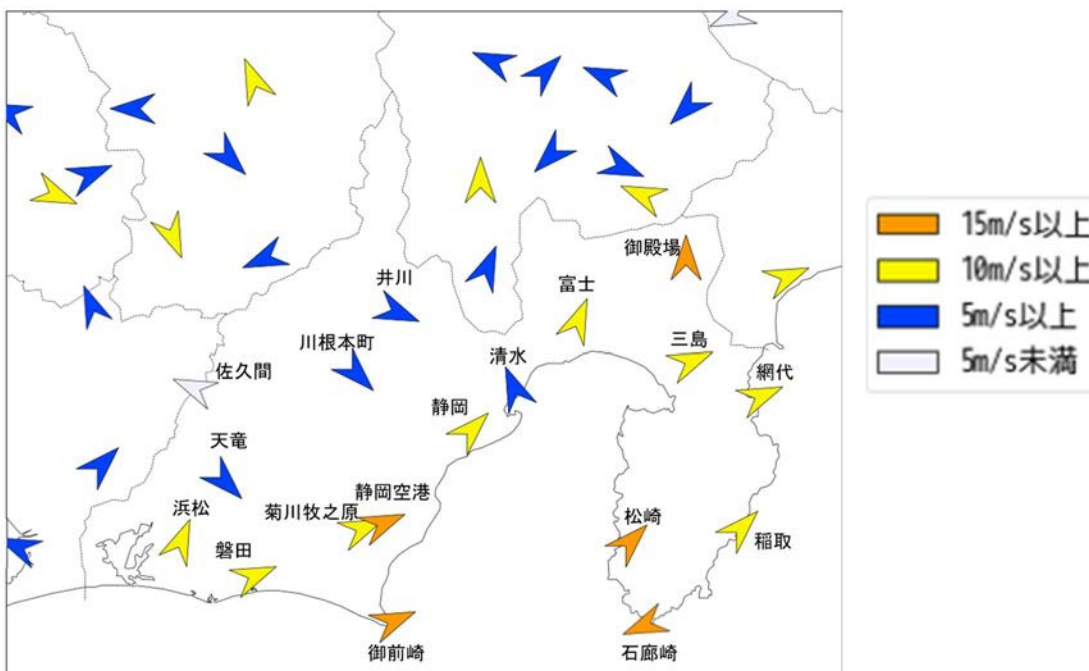 15m/s以上
10m/s以上
5m/s以上
5m/s未満
御殿場
井川
富士
川根本町
清水
三島
佐久間
網代
静岡
天竜
静岡空港
浜松
菊川牧之原
松崎
磐田
稲取
御前崎
石廊崎